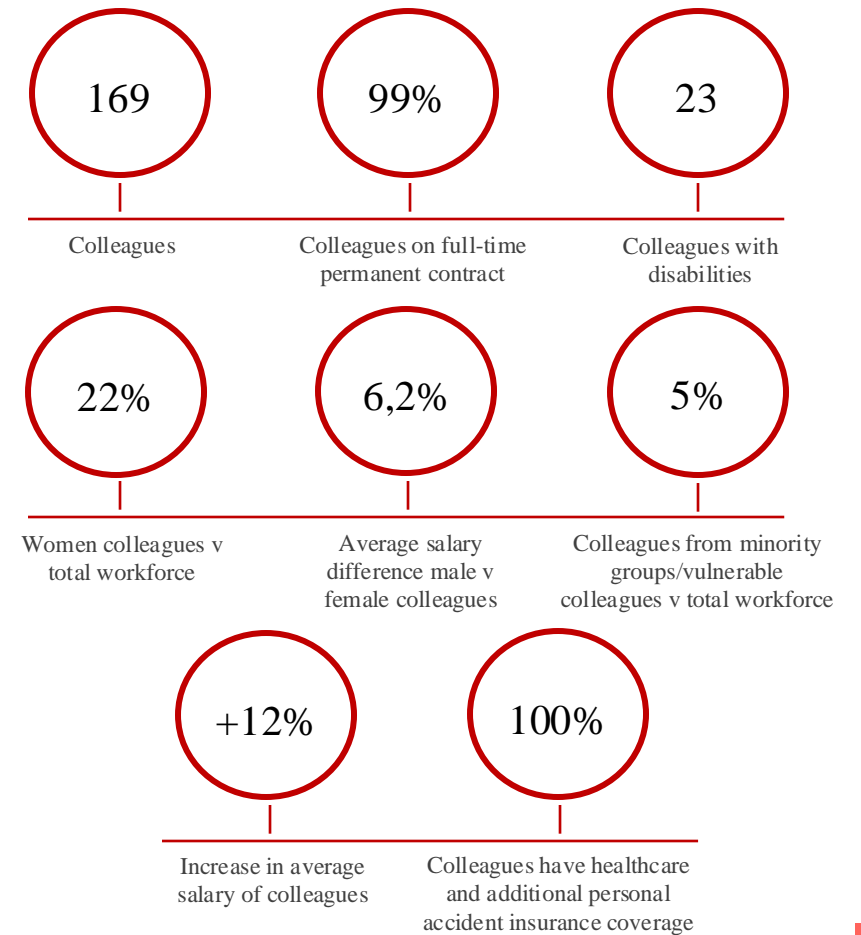 169
99%
23
Colleagues
Colleagues on full-time
permanent contract
Colleagues with
disabilities
22%
6,2%
5%
Women colleagues v
total workforce
Average salary
difference male v
female colleagues
Colleagues from minority
groups/vulnerable
colleagues v total workforce
+12%
100%
Increase in average
salary of colleagues
Colleagues have healthcare
and additional personal
accident insurance coverage